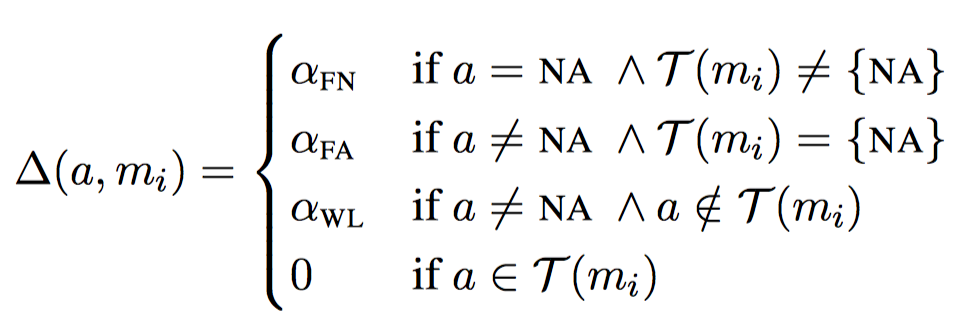 α_FN if a = NA ∧ 𝒯(m_i) ≠ {NA}
α_FA if a ≠ NA ∧ 𝒯(m_i) = {NA}
Δ(a, m_i) = {
α_WL if a ≠ NA ∧ a ∉ 𝒯(m_i)
0 if a ∈ 𝒯(m_i)